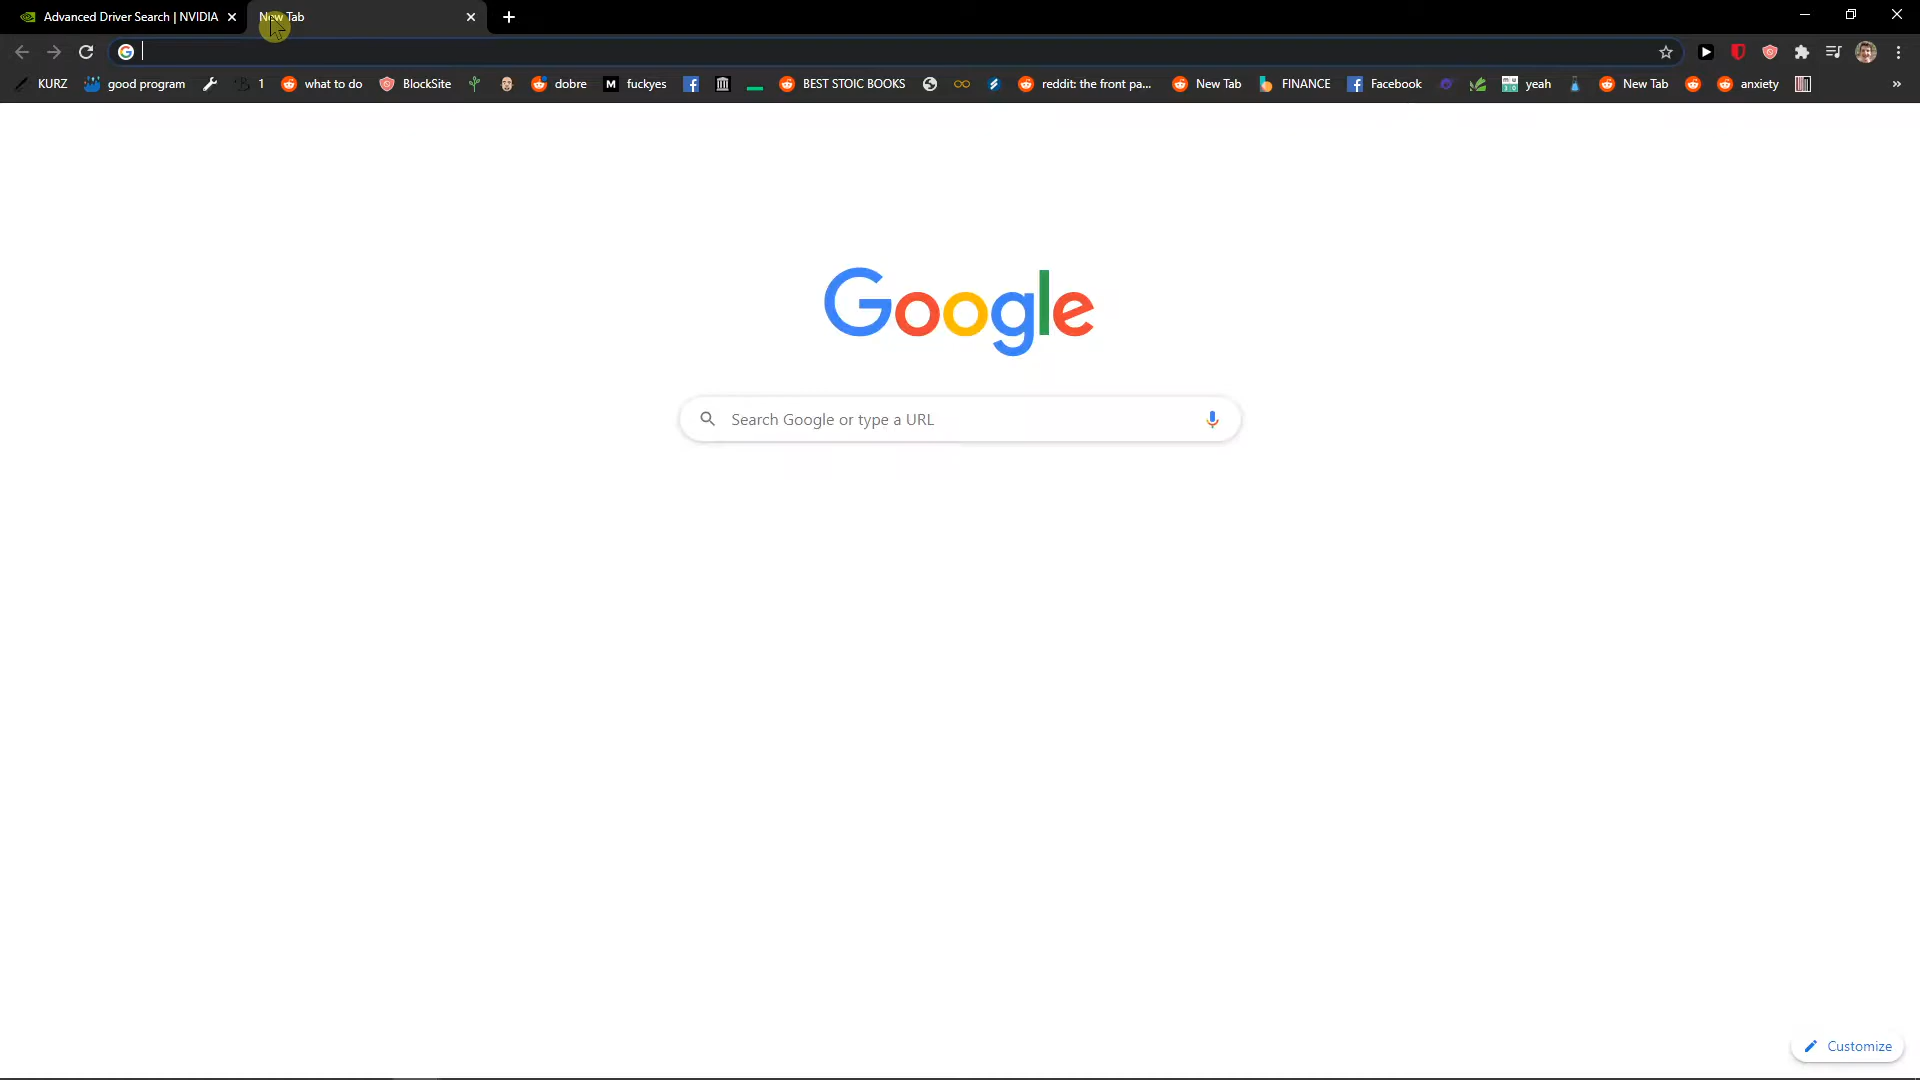 Advanced Driver Search | NVIDIA
New Tab
KURZ good program 1 what to do BlockSite dobre M fuckyes BEST STOIC BOOKS reddit: the front pa... New Tab FINANCE Facebook yeah New Tab anxiety »
Google
Search Google or type a URL
Customize